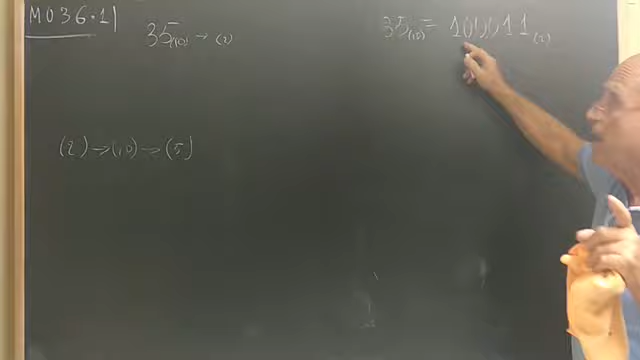 M036.1
35(10) → (2)
35(10) = 100011(2)
(2) → (10) → (5)